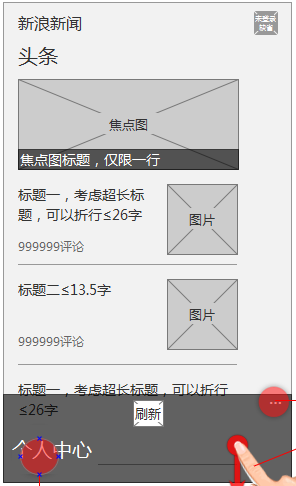 新浪新闻
未登录
缺省
头条
焦点图
焦点图标题，仅限一行
标题一，考虑超长标
题，可以折行≤26字
999999评论
图片
标题二≤13.5字
999999评论
图片
标题一，考虑超长标题，可以折行
≤26字
刷新
个人中心